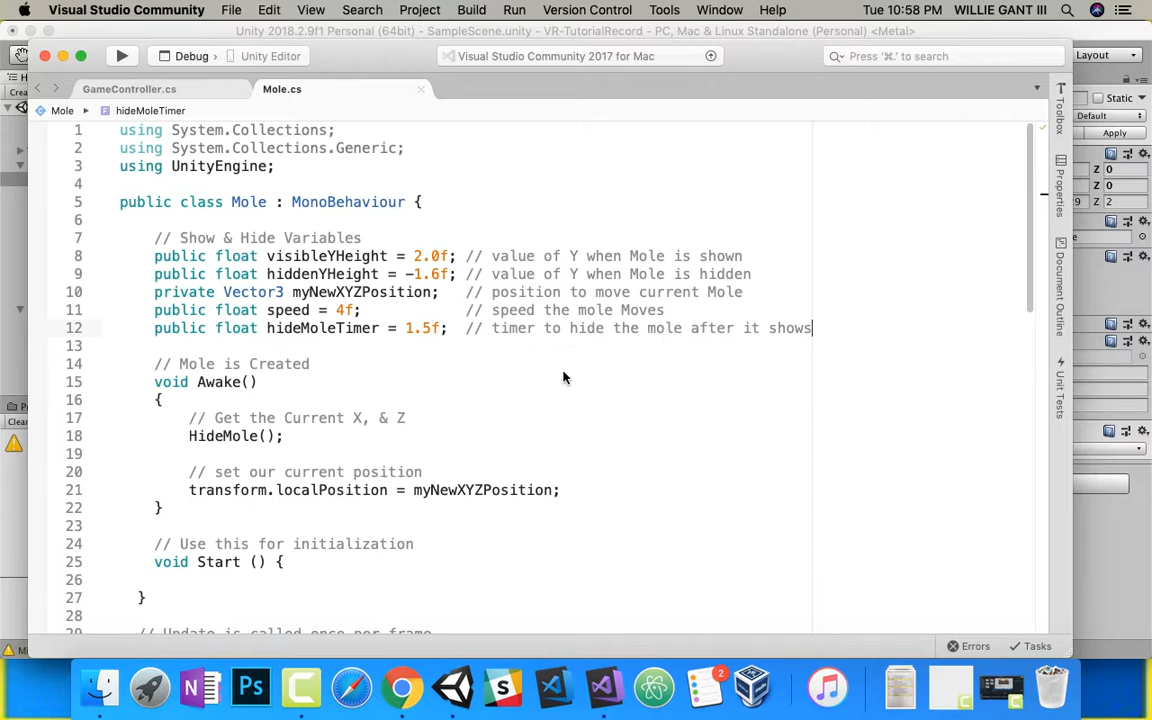 Visual Studio Community File Edit View Search Project Build Run Version Control Tools Window Help Tue 10:58 PM WILLIE GANT III
Unity 2018.2.9f1 Personal (64bit) - SampleScene.unity - VR-TutorialRecord - PC, Mac & Linux Standalone (Personal) <Metal>
Debug Unity Editor Visual Studio Community 2017 for Mac Press '⌘.' to search Layout
GameController.cs Mole.cs
Static
Mole hideMoleTimer
Default
Apply
Toolbox
Properties
Document Outline
Unit Tests
1 using System.Collections;
2 using System.Collections.Generic;
3 using UnityEngine;
4
5 public class Mole : MonoBehaviour {
6
7 // Show & Hide Variables
8 public float visibleYHeight = 2.0f; // value of Y when Mole is shown
9 public float hiddenYHeight = -1.6f; // value of Y when Mole is hidden
10 private Vector3 myNewXYZPosition; // position to move current Mole
11 public float speed = 4f; // speed the mole Moves
12 public float hideMoleTimer = 1.5f; // timer to hide the mole after it shows
13
14 // Mole is Created
15 void Awake()
16 {
17 // Get the Current X, & Z
18 HideMole();
19
20 // set our current position
21 transform.localPosition = myNewXYZPosition;
22 }
23
24 // Use this for initialization
25 void Start () {
26
27 }
28
29 // Update is called once per frame
Z 0
Z 0
Z 2
Errors Tasks
2